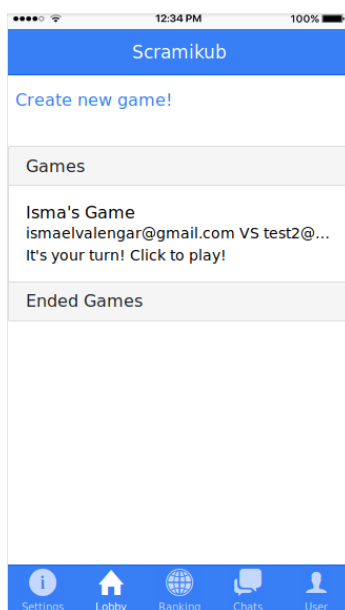 12:34 PM 100%
Scramikub
Create new game!
Games
Isma's Game
ismaelvalengar@gmail.com VS test2@...
It's your turn! Click to play!
Ended Games
i
Settings Lobby Ranking Chats User